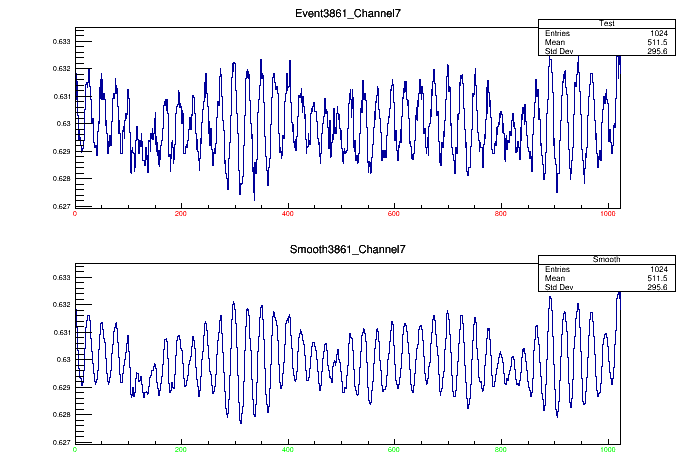 Event3861_Channel7
Test
Entries 1024
Mean 511.5
Std Dev 295.6
0.633
0.632
0.631
0.63
0.629
0.628
0.627
0 200 400 600 800 1000
Smooth3861_Channel7
Smooth
Entries 1024
Mean 511.5
Std Dev 295.6
0.633
0.632
0.631
0.63
0.629
0.628
0.627
0 200 400 600 800 1000